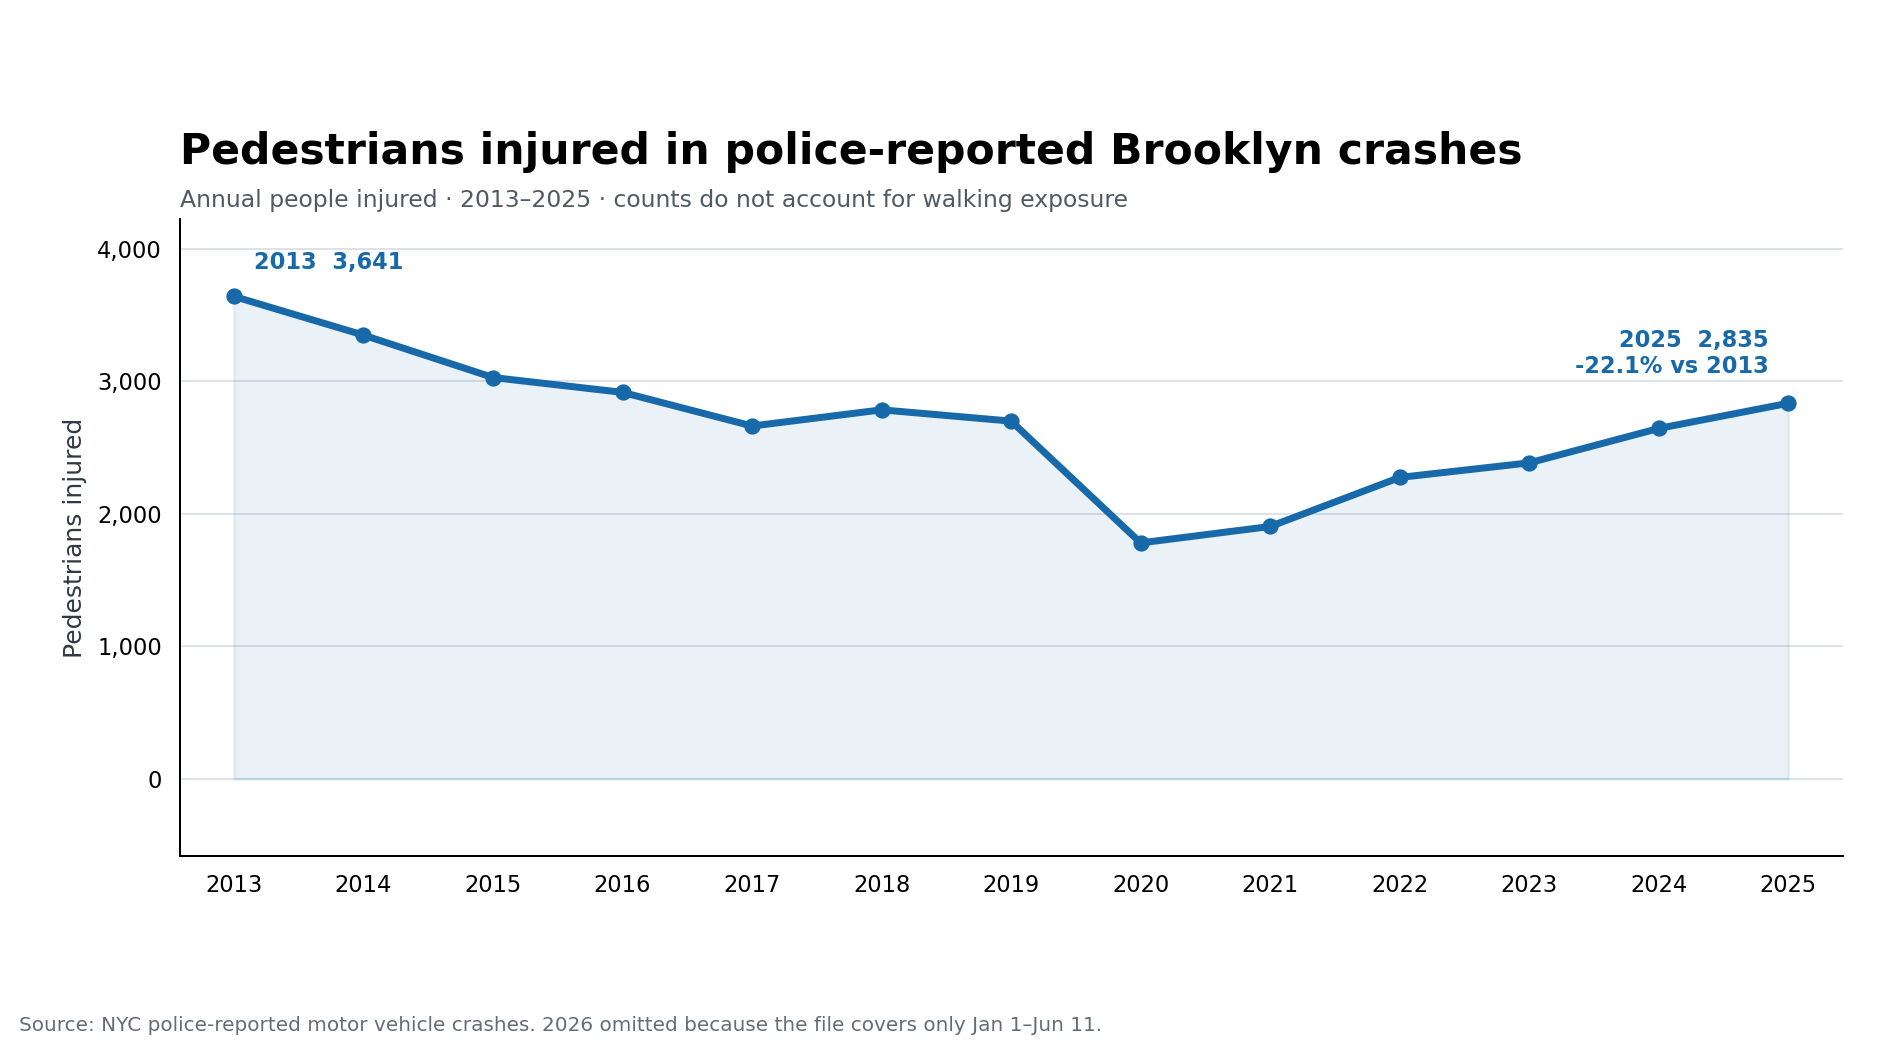 Pedestrians injured in police-reported Brooklyn crashes
Annual people injured · 2013–2025 · counts do not account for walking exposure
Pedestrians injured
4,000
3,000
2,000
1,000
0
2013  3,641
2025  2,835
-22.1% vs 2013
2013 2014 2015 2016 2017 2018 2019 2020 2021 2022 2023 2024 2025
Source: NYC police-reported motor vehicle crashes. 2026 omitted because the file covers only Jan 1–Jun 11.